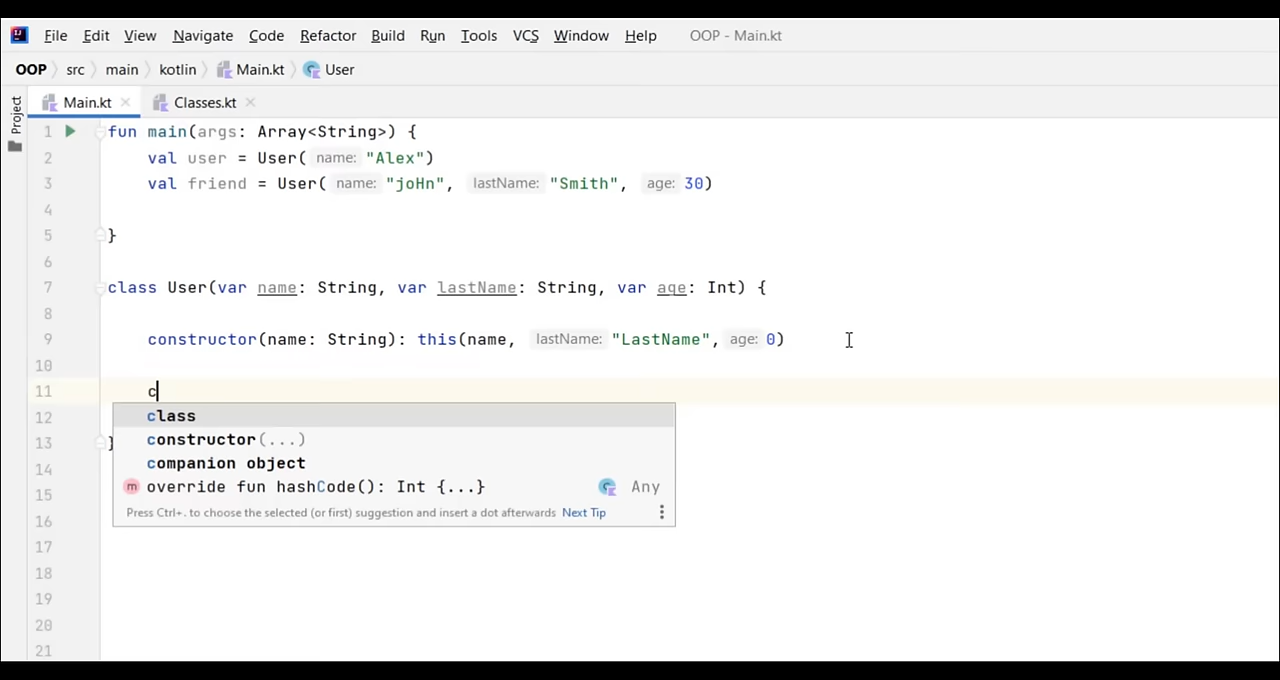 File Edit View Navigate Code Refactor Build Run Tools VCS Window Help OOP - Main.kt
OOP src main kotlin Main.kt User
Project
Main.kt Classes.kt
1 fun main(args: Array<String>) {
2 val user = User( name: "Alex")
3 val friend = User( name: "joHn", lastName: "Smith", age: 30)
4
5 }
6
7 class User(var name: String, var lastName: String, var age: Int) {
8
9 constructor(name: String): this(name, lastName: "LastName", age: 0)
10
11 c
12 class
13 } constructor(...)
14 companion object
15 m override fun hashCode(): Int {...} Any
16 Press Ctrl+. to choose the selected (or first) suggestion and insert a dot afterwards Next Tip
17
18
19
20
21